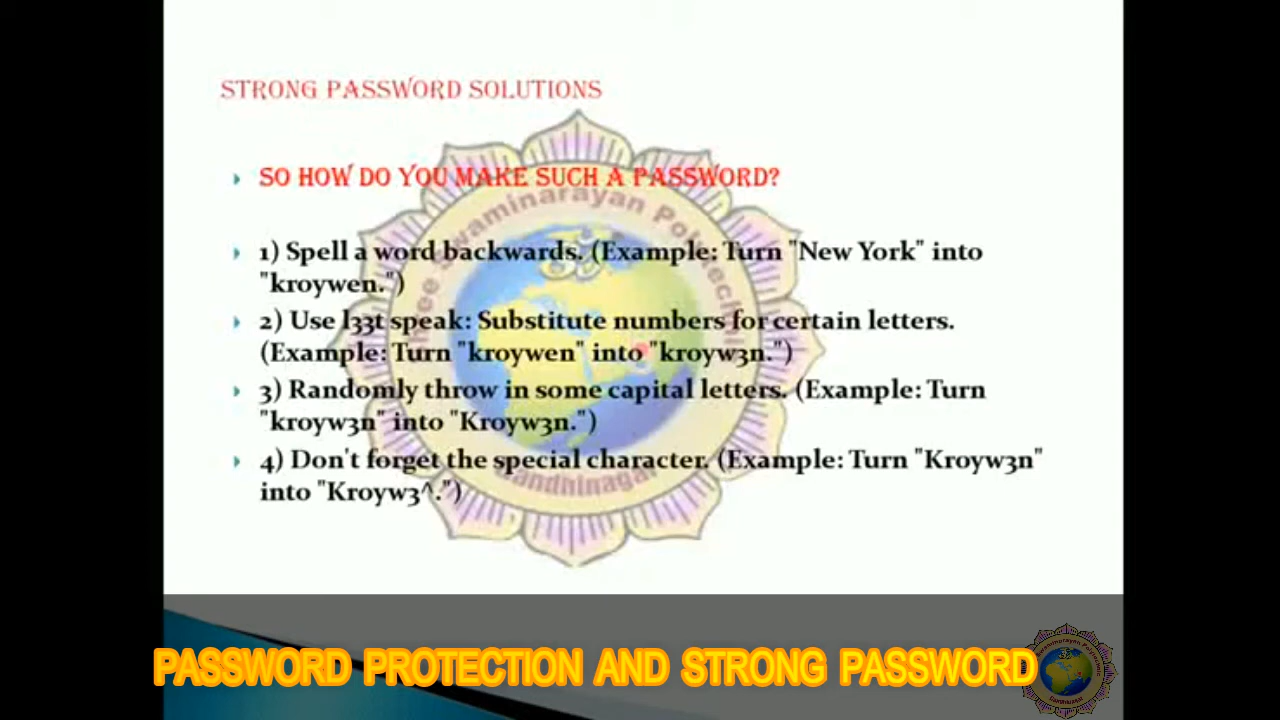 STRONG PASSWORD SOLUTIONS
SO HOW DO YOU MAKE SUCH A PASSWORD?
1) Spell a word backwards. (Example: Turn "New York" into
"kroywen.")
2) Use l33t speak: Substitute numbers for certain letters.
(Example: Turn "kroywen" into "kroyw3n.")
3) Randomly throw in some capital letters. (Example: Turn
"kroyw3n" into "Kroyw3n.")
4) Don't forget the special character. (Example: Turn "Kroyw3n"
into "Kroyw3^.")
Swaminarayan
Gandhinagar
PASSWORD PROTECTION AND STRONG PASSWORD